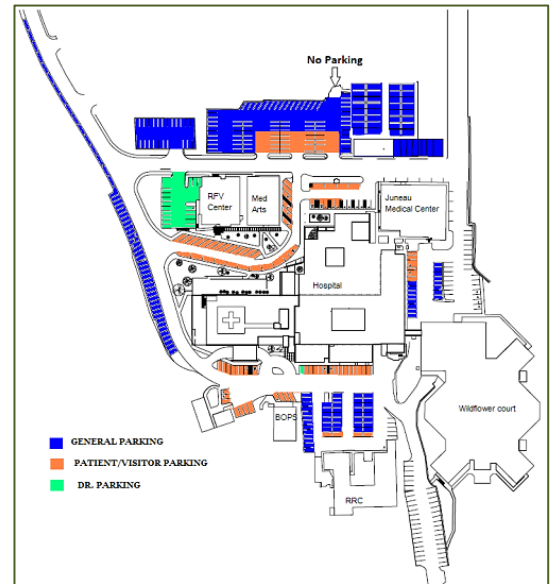 No Parking
RFV
Center
Med
Arts
Juneau
Medical Center
Hospital
Wildflower court
BOPS
RRC
GENERAL PARKING
PATIENT/VISITOR PARKING
DR. PARKING